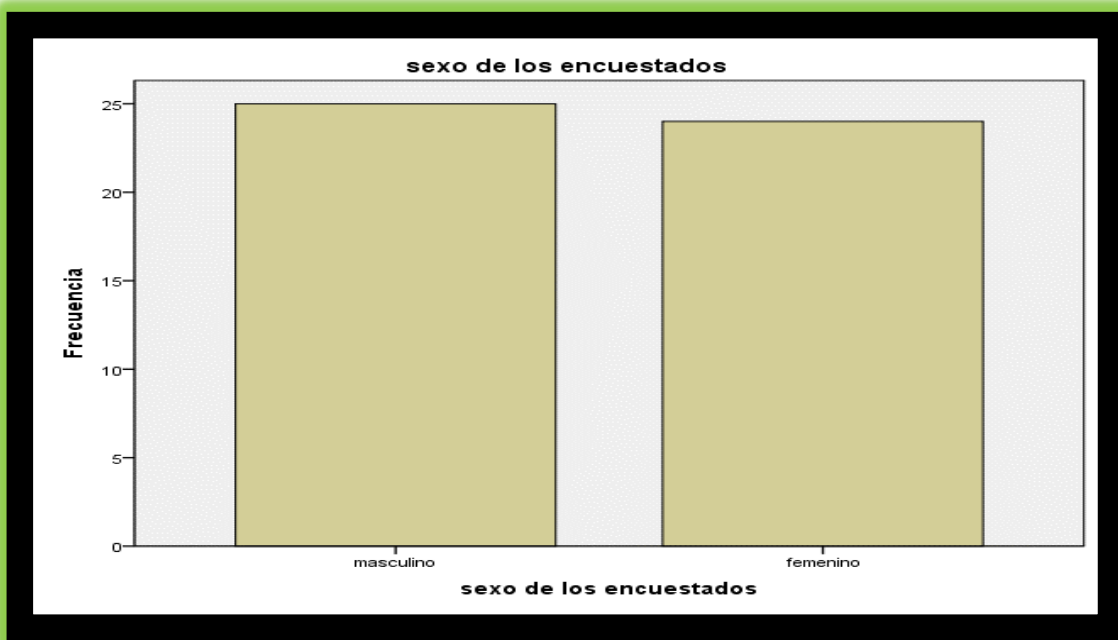 sexo de los encuestados
25
20
15
10
5
0
Frecuencia
masculino femenino
sexo de los encuestados